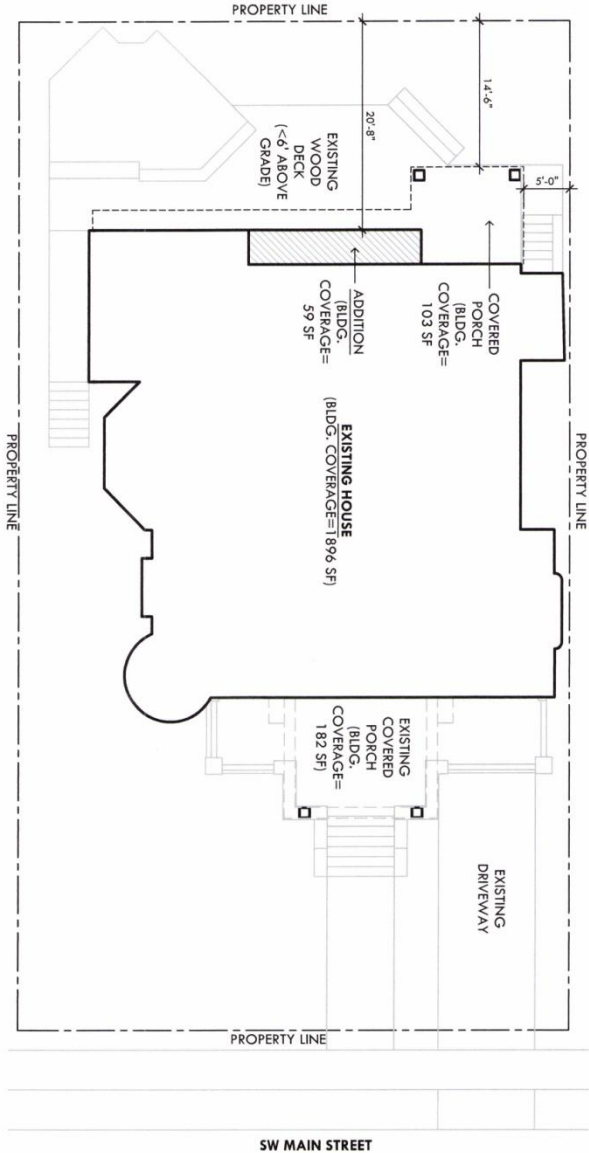 PROPERTY LINE
14'-6"
20'-8"
5'-0"
EXISTING
WOOD
DECK
(<6' ABOVE
GRADE)
COVERED
PORCH
(BLDG.
COVERAGE=
103 SF
ADDITION
(BLDG.
COVERAGE=
59 SF
EXISTING HOUSE
(BLDG. COVERAGE=1896 SF)
PROPERTY LINE
PROPERTY LINE
EXISTING
COVERED
PORCH
(BLDG.
COVERAGE=
182 SF)
EXISTING
DRIVEWAY
PROPERTY LINE
SW MAIN STREET